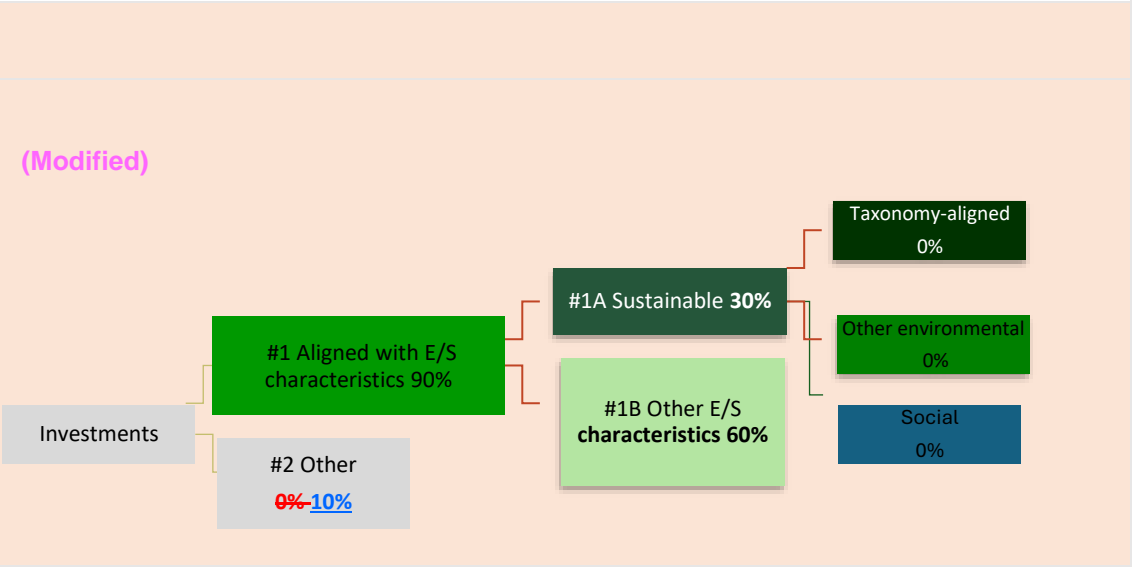 (Modified)
Taxonomy-aligned
0%
#1A Sustainable 30%
#1 Aligned with E/S
characteristics 90%
Other environmental
0%
#1B Other E/S
characteristics 60%
Social
0%
Investments
#2 Other
0% 10%